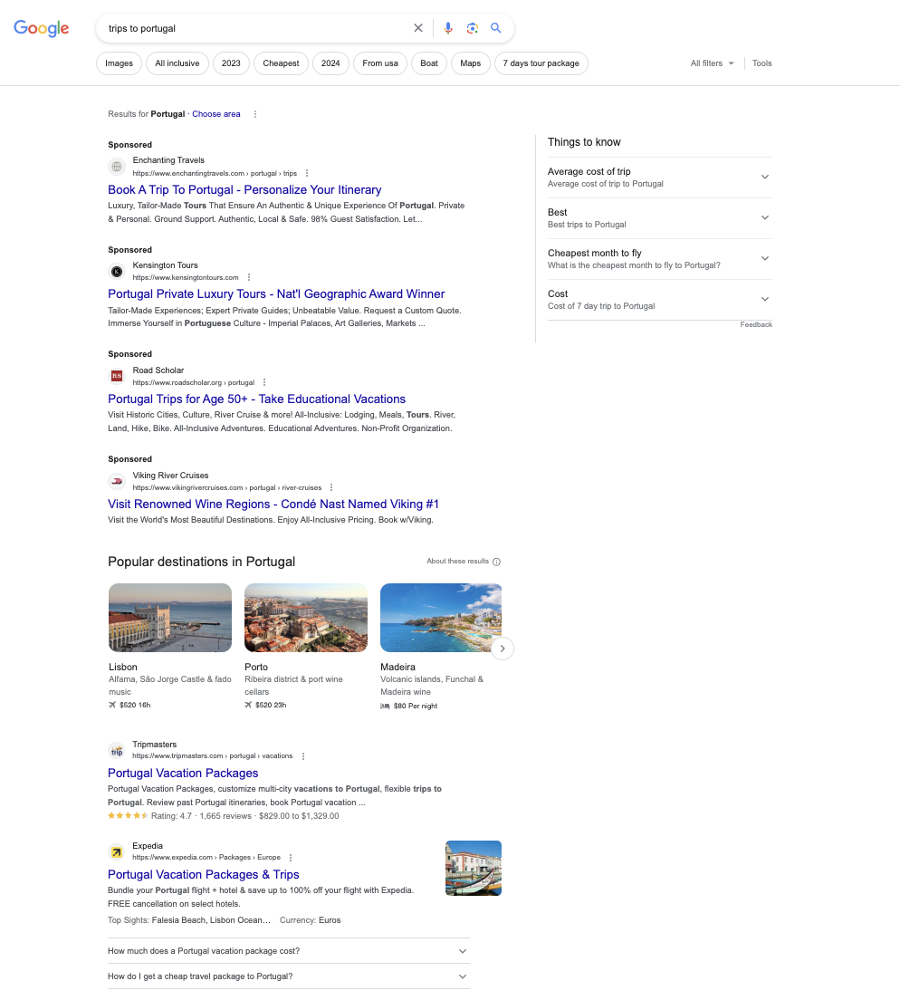 Google
trips to portugal
Images
All inclusive
2023
Cheapest
2024
From usa
Boat
Maps
7 days tour package
All filters
Tools
Results for Portugal · Choose area
Sponsored
Enchanting Travels
https://www.enchantingtravels.com › portugal › trips
Book A Trip To Portugal - Personalize Your Itinerary
Luxury, Tailor-Made Tours That Ensure An Authentic & Unique Experience Of Portugal. Private
& Personal. Ground Support. Authentic, Local & Safe. 98% Guest Satisfaction. Let...
Sponsored
K
Kensington Tours
https://www.kensingtontours.com
Portugal Private Luxury Tours - Nat'l Geographic Award Winner
Tailor-Made Experiences; Expert Private Guides; Unbeatable Value. Request a Custom Quote.
Immerse Yourself in Portuguese Culture - Imperial Palaces, Art Galleries, Markets ...
Sponsored
RS
Road Scholar
https://www.roadscholar.org › portugal
Portugal Trips for Age 50+ - Take Educational Vacations
Visit Historic Cities, Culture, River Cruise & more! All-Inclusive: Lodging, Meals, Tours. River,
Land, Hike, Bike. All-Inclusive Adventures. Educational Adventures. Non-Profit Organization.
Sponsored
Viking River Cruises
https://www.vikingrivercruises.com › portugal › river-cruises
Visit Renowned Wine Regions - Condé Nast Named Viking #1
Visit the World's Most Beautiful Destinations. Enjoy All-Inclusive Pricing. Book w/Viking.
Popular destinations in Portugal
About these results
Lisbon
Alfama, São Jorge Castle & fado
music
$520 16h
Porto
Ribeira district & port wine
cellars
$520 23h
Madeira
Volcanic islands, Funchal &
Madeira wine
$80 Per night
trip
Tripmasters
https://www.tripmasters.com › portugal › vacations
Portugal Vacation Packages
Portugal Vacation Packages, customize multi-city vacations to Portugal, flexible trips to
Portugal. Review past Portugal itineraries, book Portugal vacation ...
Rating: 4.7 · 1,665 reviews · $829.00 to $1,329.00
Expedia
https://www.expedia.com › Packages › Europe
Portugal Vacation Packages & Trips
Bundle your Portugal flight + hotel & save up to 100% off your flight with Expedia.
FREE cancellation on select hotels.
Top Sights: Falesia Beach, Lisbon Ocean... Currency: Euros
How much does a Portugal vacation package cost?
How do I get a cheap travel package to Portugal?
Things to know
Average cost of trip
Average cost of trip to Portugal
Best
Best trips to Portugal
Cheapest month to fly
What is the cheapest month to fly to Portugal?
Cost
Cost of 7 day trip to Portugal
Feedback